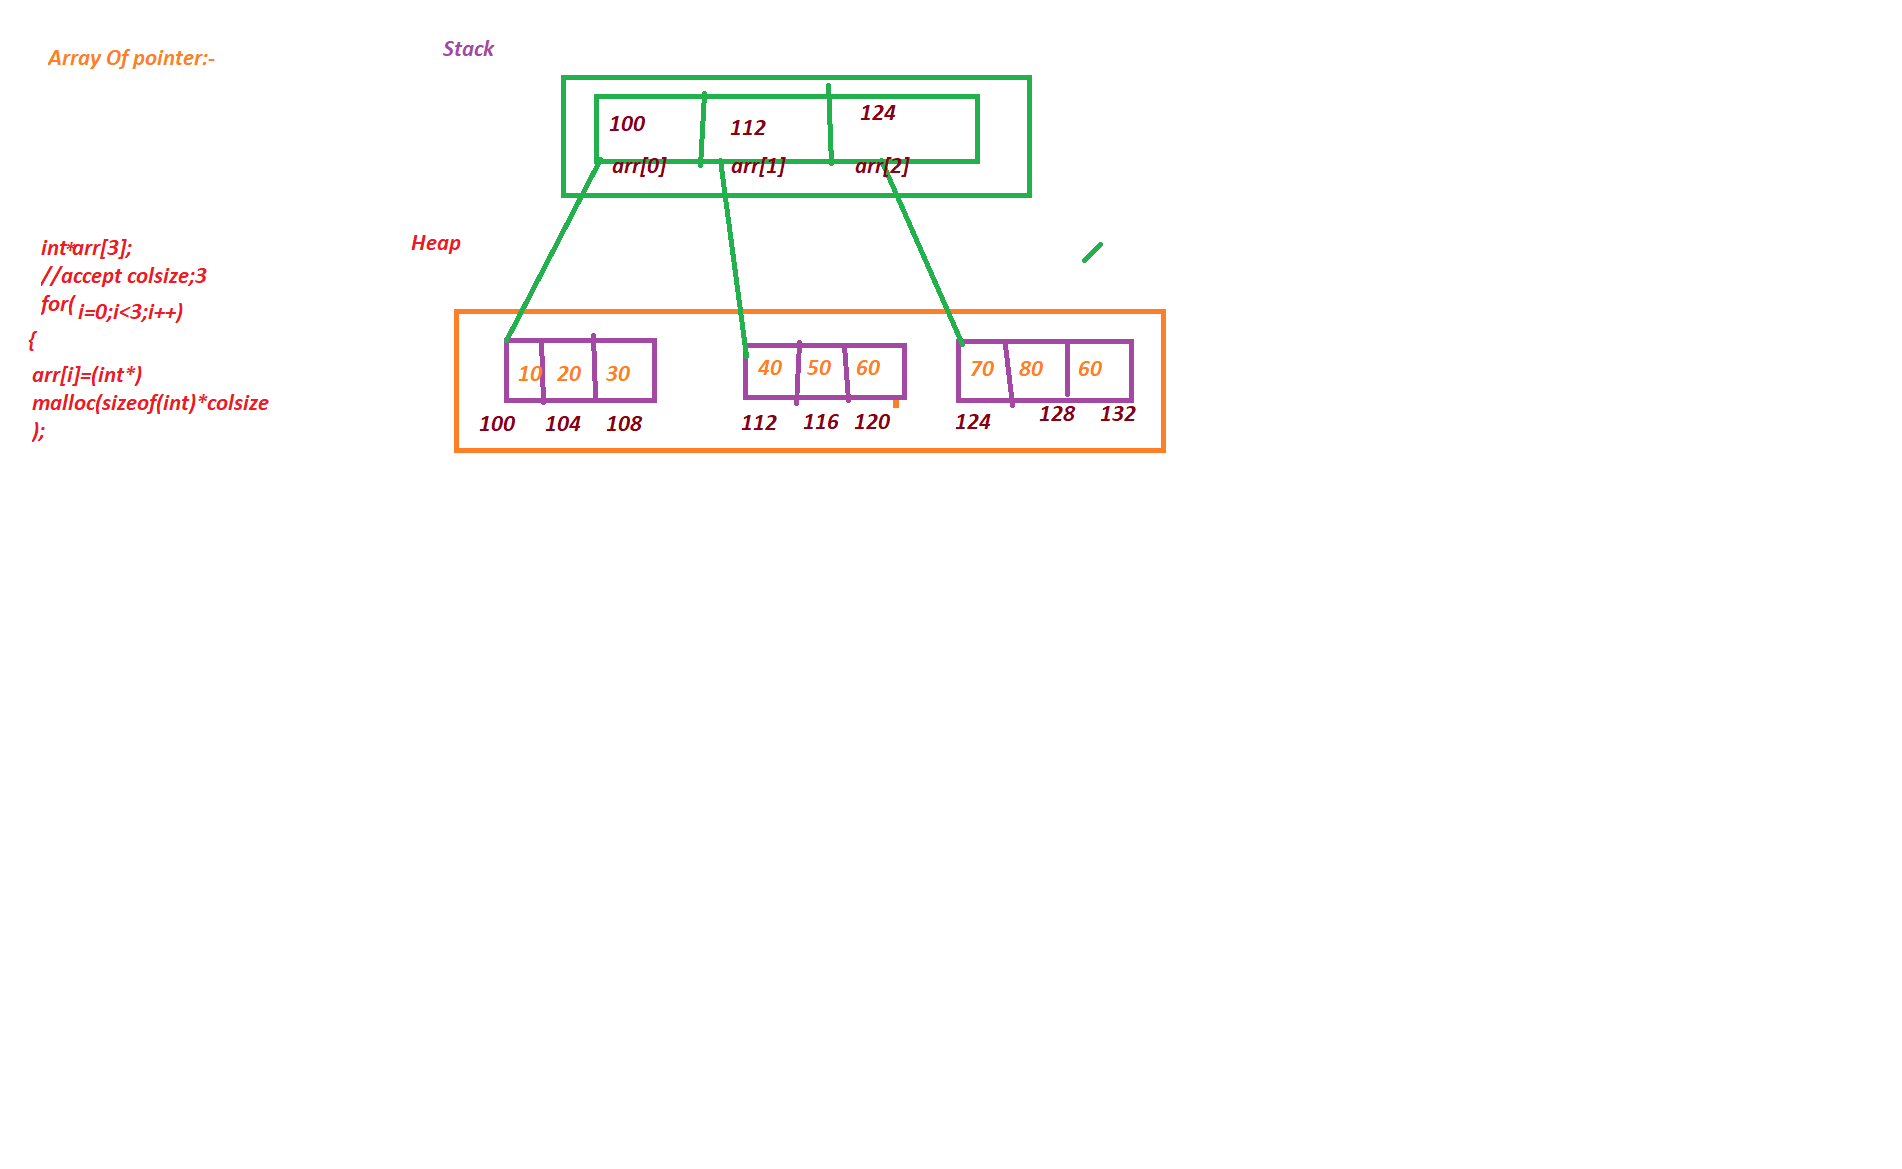 Array Of pointer:-
Stack
100 112 124
arr[0] arr[1] arr[2]
int*arr[3];
//accept colsize;3
for( i=0;i<3;i++)
{
arr[i]=(int*)
malloc(sizeof(int)*colsize
);
Heap
10 20 30 40 50 60 70 80 60
100 104 108 112 116 120 124 128 132